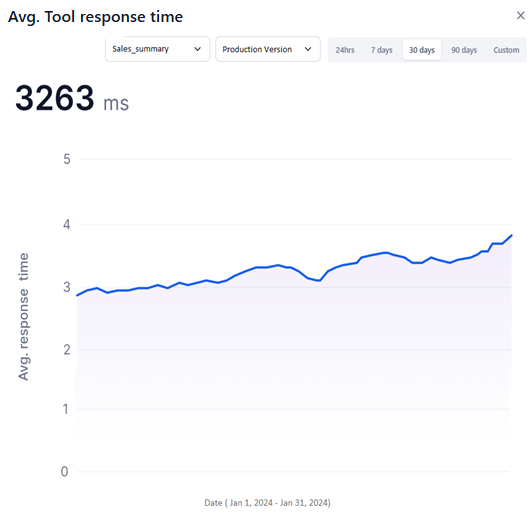 Avg. Tool response time
Sales_summary Production Version 24hrs 7 days 30 days 90 days Custom
3263 ms
5
4
3
2
1
0
Avg. response time
Date ( Jan 1, 2024 - Jan 31, 2024)